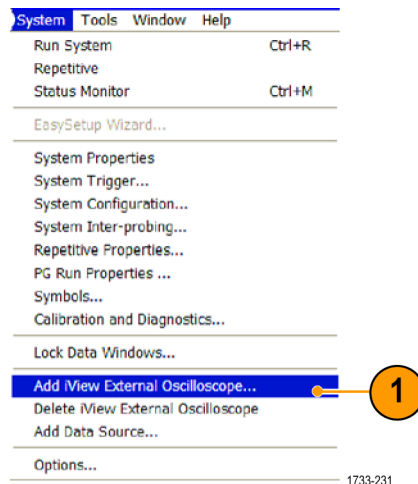 System Tools Window Help
Run System Ctrl+R
Repetitive
Status Monitor Ctrl+M
EasySetup Wizard...
System Properties
System Trigger...
System Configuration...
System Inter-probing...
Repetitive Properties...
PG Run Properties ...
Symbols...
Calibration and Diagnostics...
Lock Data Windows...
Add iView External Oscilloscope...
1
Delete iView External Oscilloscope
Add Data Source...
Options...
1733-231